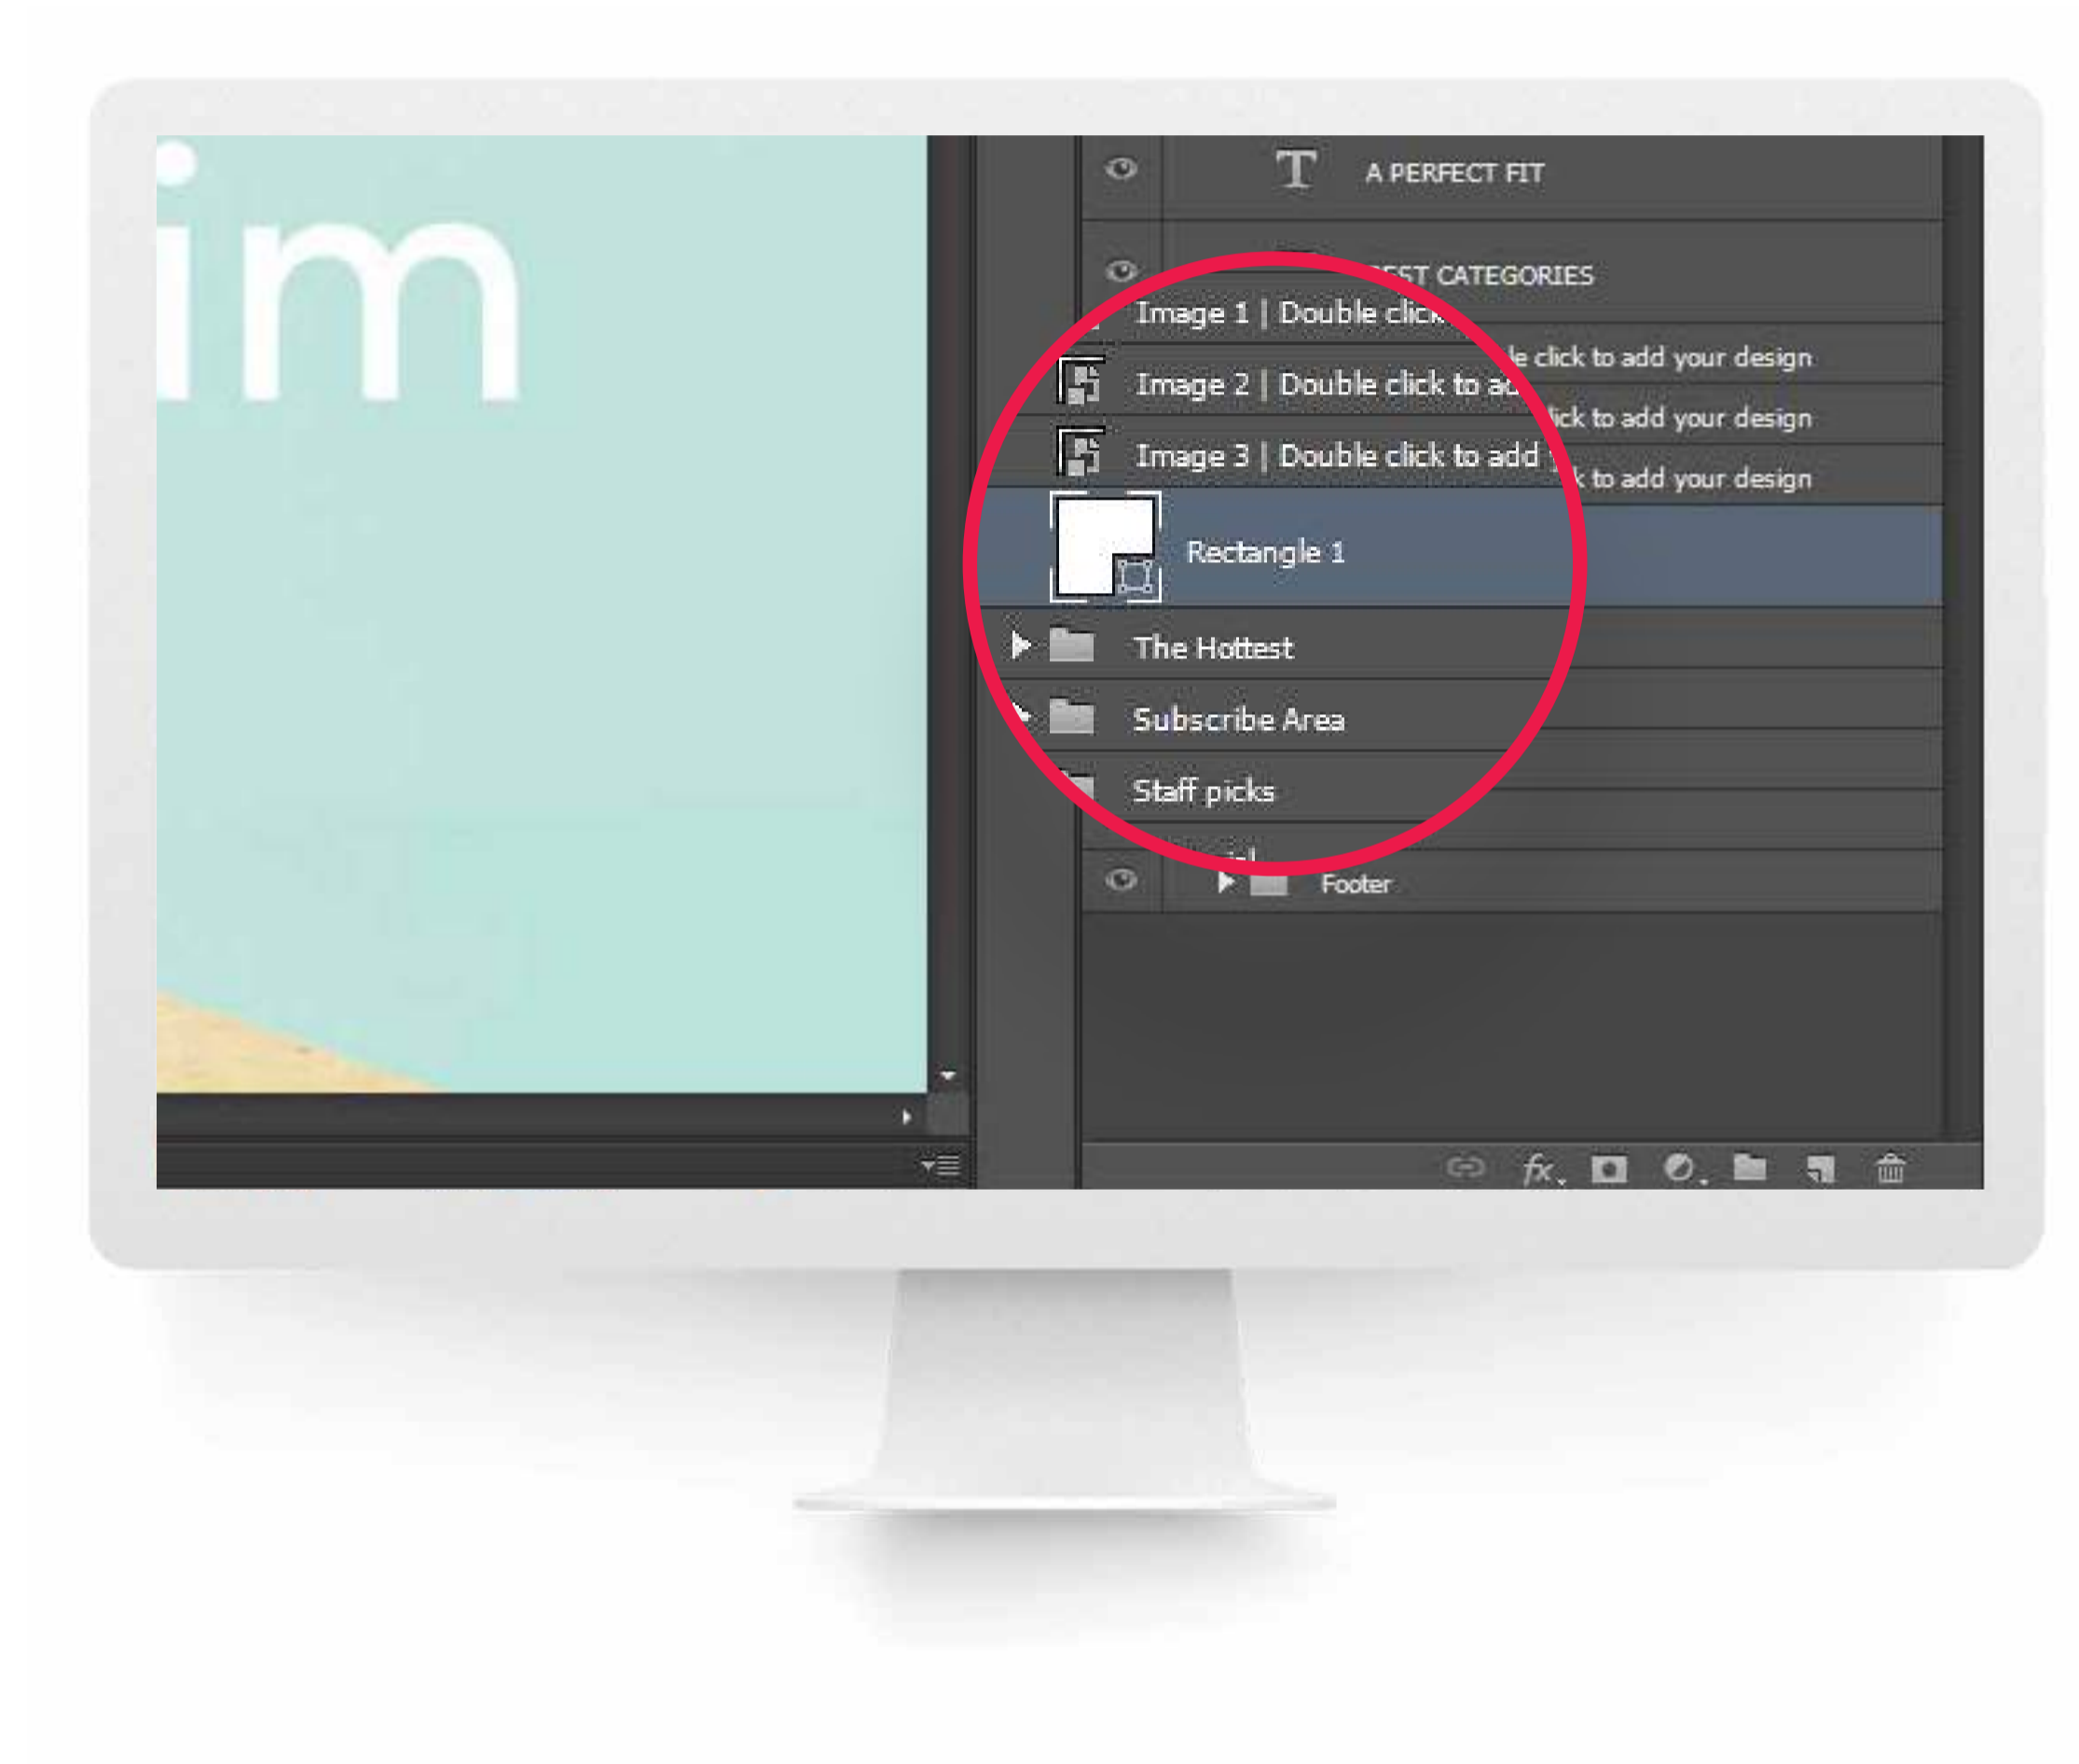 im
A PERFECT FIT
CATEGORIES
Image 1 | Double click
click to add your design
Image 2 | Double click to
to add your design
Image 3 | Double click to add
to add your design
Rectangle 1
The Hottest
Subscribe Area
Staff picks
Footer
fx